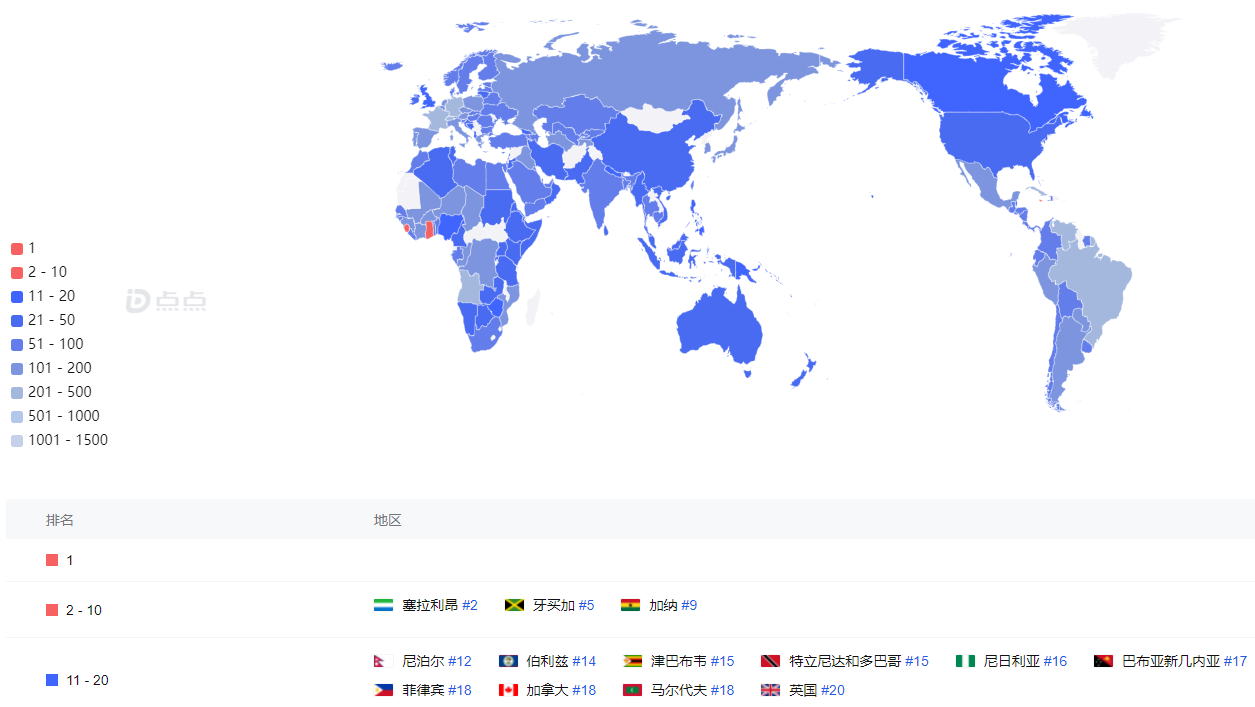 1
2 - 10
11 - 20
21 - 50
51 - 100
101 - 200
201 - 500
501 - 1000
1001 - 1500
点点
排名 地区
1
2 - 10 塞拉利昂 #2 牙买加 #5 加纳 #9
11 - 20 尼泊尔 #12 伯利兹 #14 津巴布韦 #15 特立尼达和多巴哥 #15 尼日利亚 #16 巴布亚新几内亚 #17
菲律宾 #18 加拿大 #18 马尔代夫 #18 英国 #20